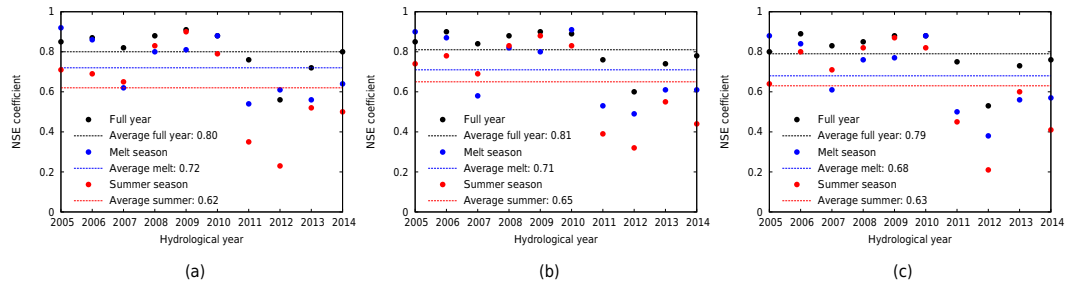 NSE coefficient
1
0.8
0.6
0.4
0.2
0
Full year
Average full year: 0.80
Melt season
Average melt: 0.72
Summer season
Average summer: 0.62
2005 2006 2007 2008 2009 2010 2011 2012 2013 2014
Hydrological year
(a)
NSE coefficient
1
0.8
0.6
0.4
0.2
0
Full year
Average full year: 0.81
Melt season
Average melt: 0.71
Summer season
Average summer: 0.65
2005 2006 2007 2008 2009 2010 2011 2012 2013 2014
Hydrological year
(b)
NSE coefficient
1
0.8
0.6
0.4
0.2
0
Full year
Average full year: 0.79
Melt season
Average melt: 0.68
Summer season
Average summer: 0.63
2005 2006 2007 2008 2009 2010 2011 2012 2013 2014
Hydrological year
(c)